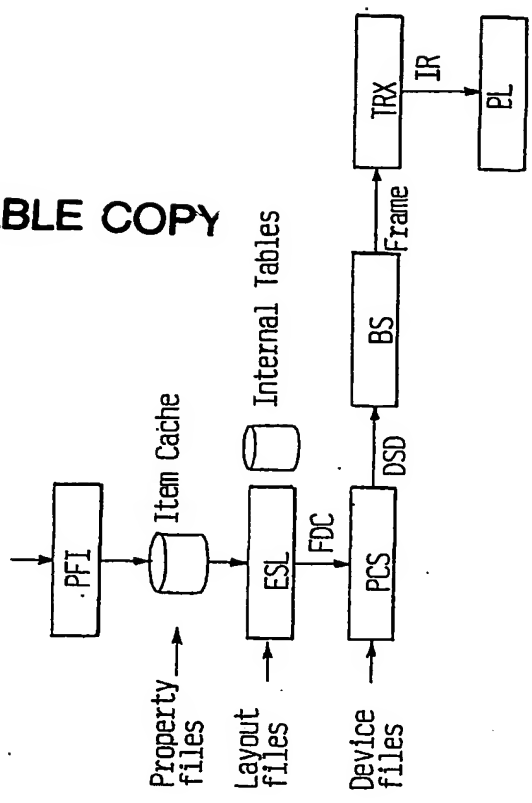 BLE COPY
PFI
Item Cache
Property
files
Internal Tables
Layout
files
ESL
FDC
Device
files
PCS
DSD
BS
Frame
TRX
IR